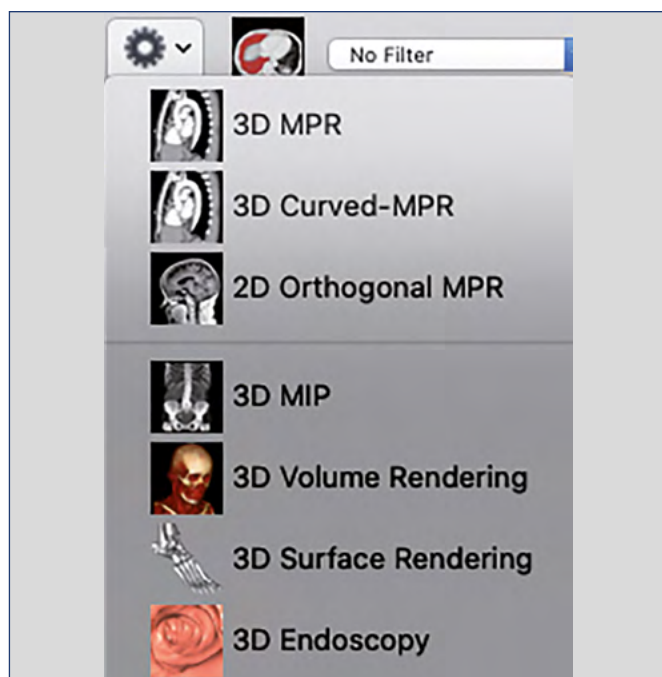 No Filter
3D MPR
3D Curved-MPR
2D Orthogonal MPR
3D MIP
3D Volume Rendering
3D Surface Rendering
3D Endoscopy